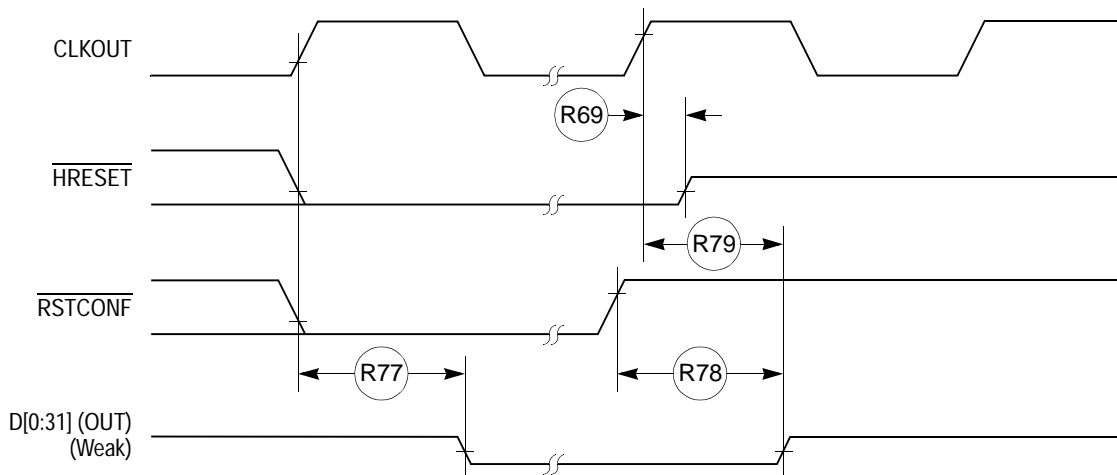 CLKOUT
R69
HRESET
R79
RSTCONF
R77
R78
D[0:31] (OUT)
(Weak)